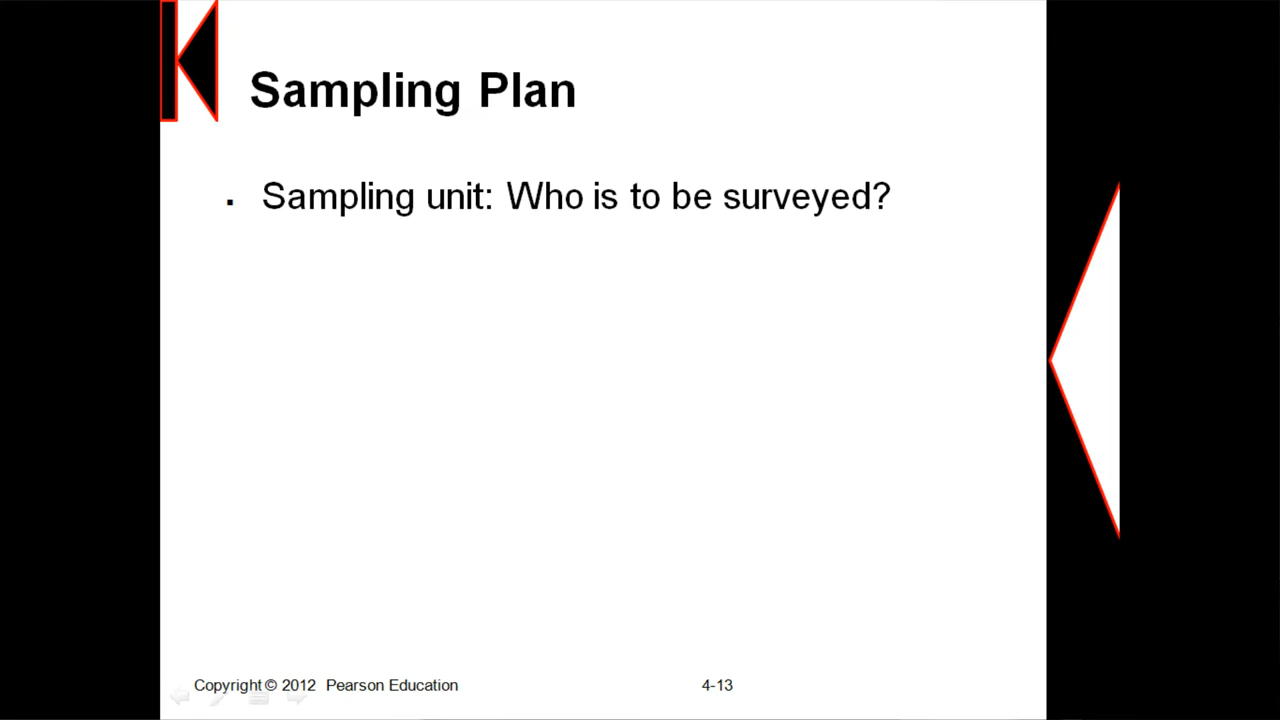 Sampling Plan
▪ Sampling unit: Who is to be surveyed?
Copyright © 2012 Pearson Education 4-13